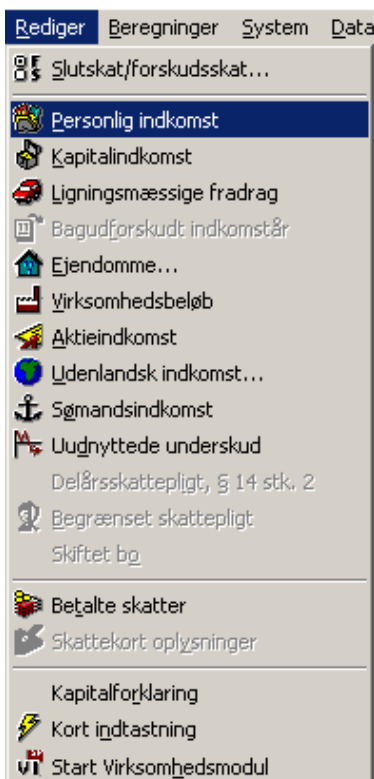 Rediger Beregninger System Data
Slutskat/forskudsskat...
Personlig indkomst
Kapitalindkomst
Ligningsmæssige fradrag
Bagudforskudt indkomstår
Ejendomme...
Virksomhedsbeløb
Aktieindkomst
Udenlandsk indkomst...
Sømandsindkomst
Uudnyttede underskud
Delårsskattepligt, § 14 stk. 2
Begrænset skattepligt
Skiftet bo
Betalte skatter
Skattekort oplysninger
Kapitalforklaring
Kort indtastning
Start Virksomhedsmodul